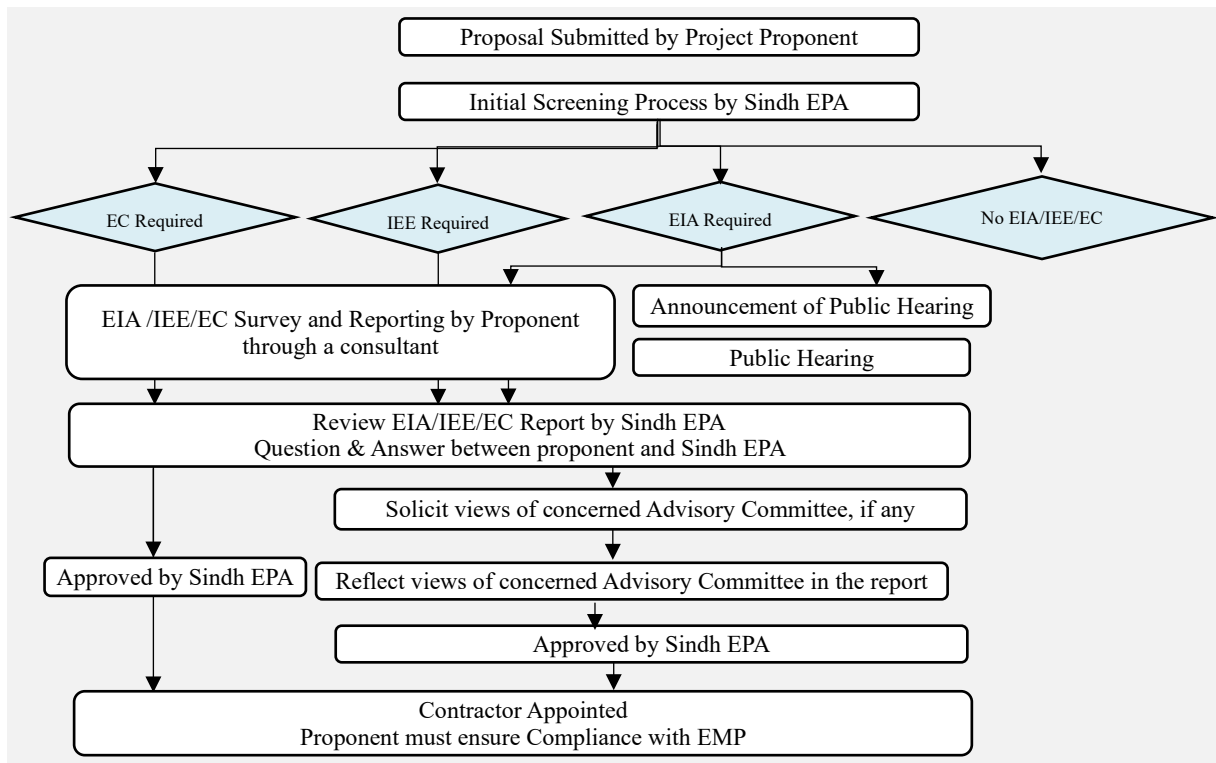 Proposal Submitted by Project Proponent
Initial Screening Process by Sindh EPA
EC Required
IEE Required
EIA Required
No EIA/IEE/EC
EIA /IEE/EC Survey and Reporting by Proponent
through a consultant
Announcement of Public Hearing
Public Hearing
Review EIA/IEE/EC Report by Sindh EPA
Question & Answer between proponent and Sindh EPA
Solicit views of concerned Advisory Committee, if any
Approved by Sindh EPA
Reflect views of concerned Advisory Committee in the report
Approved by Sindh EPA
Contractor Appointed
Proponent must ensure Compliance with EMP